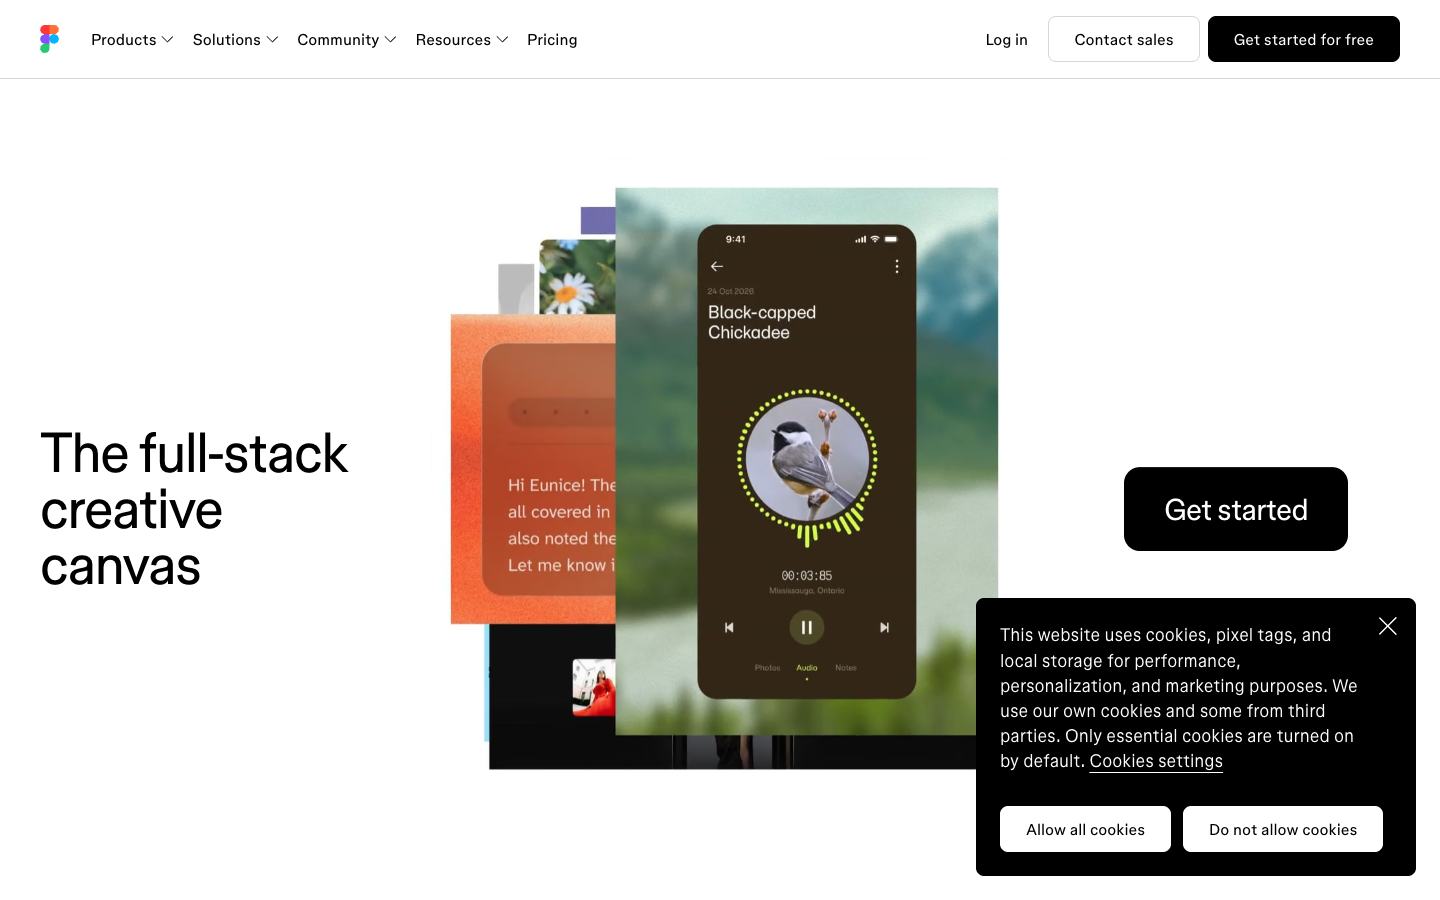 Products
Solutions
Community
Resources
Pricing
Log in
Contact sales
Get started for free
The full-stack
creative
canvas
Hi Eunice! The
all covered in
also noted the
Let me know i
9:41
24 Oct 2026
Black-capped
Chickadee
00:03:85
Mississauga, Ontario
Photos
Audio
Notes
Get started
This website uses cookies, pixel tags, and
local storage for performance,
personalization, and marketing purposes. We
use our own cookies and some from third
parties. Only essential cookies are turned on
by default. Cookies settings
Allow all cookies
Do not allow cookies